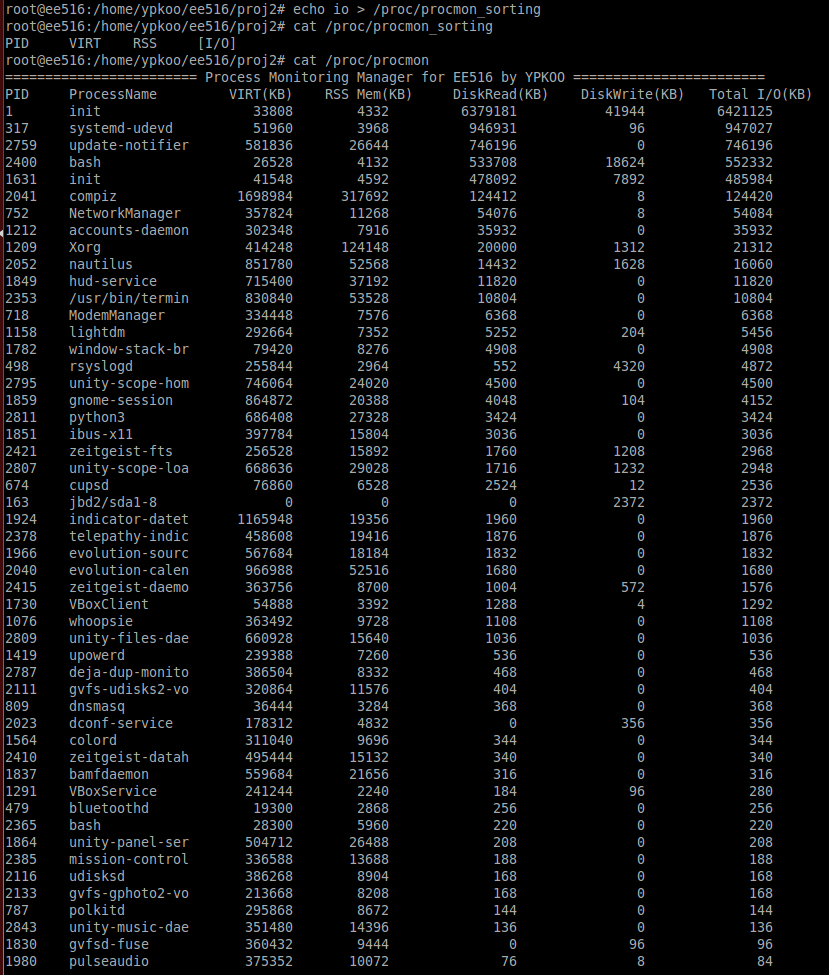 root@ee516:/home/ypkoo/ee516/proj2# echo io > /proc/procmon_sorting
root@ee516:/home/ypkoo/ee516/proj2# cat /proc/procmon_sorting
PID VIRT RSS [I/O]
root@ee516:/home/ypkoo/ee516/proj2# cat /proc/procmon
======================== Process Monitoring Manager for EE516 by YPKOO ========================
PID ProcessName VIRT(KB) RSS Mem(KB) DiskRead(KB) DiskWrite(KB) Total I/O(KB)
1 init 33808 4332 6379181 41944 6421125
317 systemd-udevd 51960 3968 946931 96 947027
2759 update-notifier 581836 26644 746196 0 746196
2400 bash 26528 4132 533708 18624 552332
1631 init 41548 4592 478092 7892 485984
2041 compiz 1698984 317692 124412 8 124420
752 NetworkManager 357824 11268 54076 8 54084
1212 accounts-daemon 302348 7916 35932 0 35932
1209 Xorg 414248 124148 20000 1312 21312
2052 nautilus 851780 52568 14432 1628 16060
1849 hud-service 715400 37192 11820 0 11820
2353 /usr/bin/termin 830840 53528 10804 0 10804
718 ModemManager 334448 7576 6368 0 6368
1158 lightdm 292664 7352 5252 204 5456
1782 window-stack-br 79420 8276 4908 0 4908
498 rsyslogd 255844 2964 552 4320 4872
2795 unity-scope-hom 746064 24020 4500 0 4500
1859 gnome-session 864872 20388 4048 104 4152
2811 python3 686408 27328 3424 0 3424
1851 ibus-x11 397784 15804 3036 0 3036
2421 zeitgeist-fts 256528 15892 1760 1208 2968
2807 unity-scope-loa 668636 29028 1716 1232 2948
674 cupsd 76860 6528 2524 12 2536
163 jbd2/sda1-8 0 0 0 2372 2372
1924 indicator-datet 1165948 19356 1960 0 1960
2378 telepathy-indic 458608 19416 1876 0 1876
1966 evolution-sourc 567684 18184 1832 0 1832
2040 evolution-calen 966988 52516 1680 0 1680
2415 zeitgeist-daemo 363756 8700 1004 572 1576
1730 VBoxClient 54888 3392 1288 4 1292
1076 whoopsie 363492 9728 1108 0 1108
2809 unity-files-dae 660928 15640 1036 0 1036
1419 upowerd 239388 7260 536 0 536
2787 deja-dup-monito 386504 8332 468 0 468
2111 gvfs-udisks2-vo 320864 11576 404 0 404
809 dnsmasq 36444 3284 368 0 368
2023 dconf-service 178312 4832 0 356 356
1564 colord 311040 9696 344 0 344
2410 zeitgeist-datah 495444 15132 340 0 340
1837 bamfdaemon 559684 21656 316 0 316
1291 VBoxService 241244 2240 184 96 280
479 bluetoothd 19300 2868 256 0 256
2365 bash 28300 5960 220 0 220
1864 unity-panel-ser 504712 26488 208 0 208
2385 mission-control 336588 13688 188 0 188
2116 udisksd 386268 8904 168 0 168
2133 gvfs-gphoto2-vo 213668 8208 168 0 168
787 polkitd 295868 8672 144 0 144
2843 unity-music-dae 351480 14396 136 0 136
1830 gvfsd-fuse 360432 9444 0 96 96
1980 pulseaudio 375352 10072 76 8 84